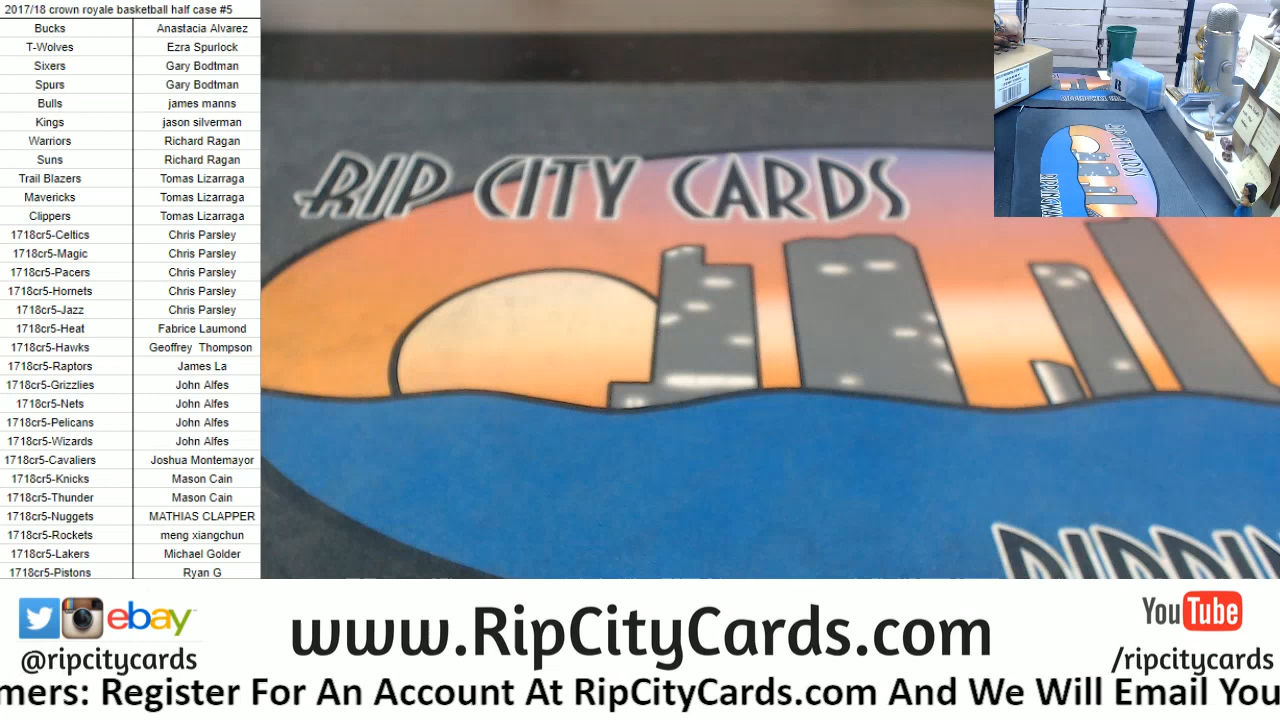 2017/18 crown royale basketball half case #5
Bucks Anastacia Alvarez
T-Wolves Ezra Spurlock
Sixers Gary Bodtman
Spurs Gary Bodtman
Bulls james manns
Kings jason silverman
Warriors Richard Ragan
Suns Richard Ragan
Trail Blazers Tomas Lizarraga
Mavericks Tomas Lizarraga
Clippers Tomas Lizarraga
1718cr5-Celtics Chris Parsley
1718cr5-Magic Chris Parsley
1718cr5-Pacers Chris Parsley
1718cr5-Hornets Chris Parsley
1718cr5-Jazz Chris Parsley
1718cr5-Heat Fabrice Laumond
1718cr5-Hawks Geoffrey Thompson
1718cr5-Raptors James La
1718cr5-Grizzlies John Alfes
1718cr5-Nets John Alfes
1718cr5-Pelicans John Alfes
1718cr5-Wizards John Alfes
1718cr5-Cavaliers Joshua Montemayor
1718cr5-Knicks Mason Cain
1718cr5-Thunder Mason Cain
1718cr5-Nuggets MATHIAS CLAPPER
1718cr5-Rockets meng xiangchun
1718cr5-Lakers Michael Golder
1718cr5-Pistons Ryan G
RIP CITY CARDS
RIP CITY CARDS
ebay
@ripcitycards
www.RipCityCards.com
YouTube
/ripcitycards
mers: Register For An Account At RipCityCards.com And We Will Email You